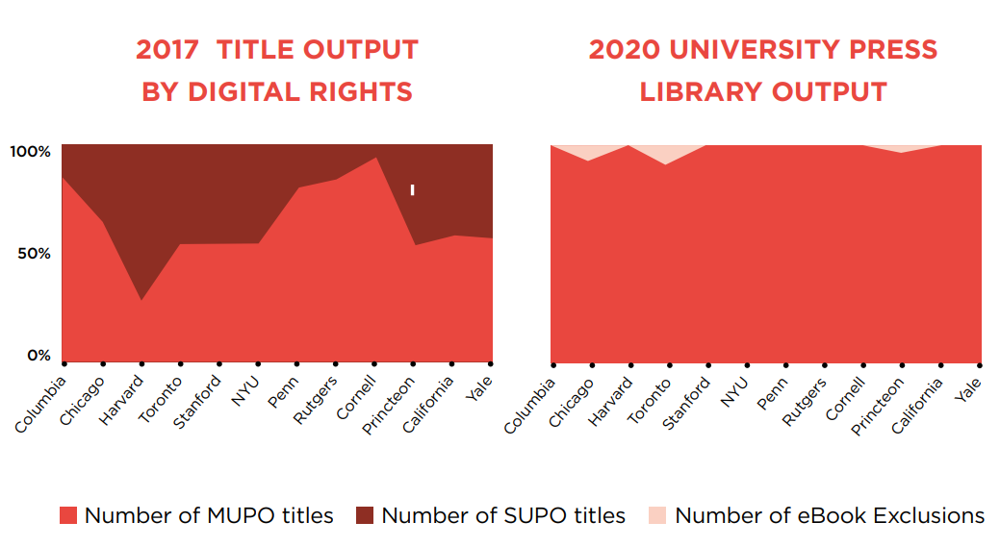 2017 TITLE OUTPUT
BY DIGITAL RIGHTS
2020 UNIVERSITY PRESS
LIBRARY OUTPUT
100%
50%
0%
Columbia
Chicago
Harvard
Toronto
Stanford
NYU
Penn
Rutgers
Cornell
Princteon
California
Yale
Columbia
Chicago
Harvard
Toronto
Stanford
NYU
Penn
Rutgers
Cornell
Princteon
California
Yale
Number of MUPO titles
Number of SUPO titles
Number of eBook Exclusions